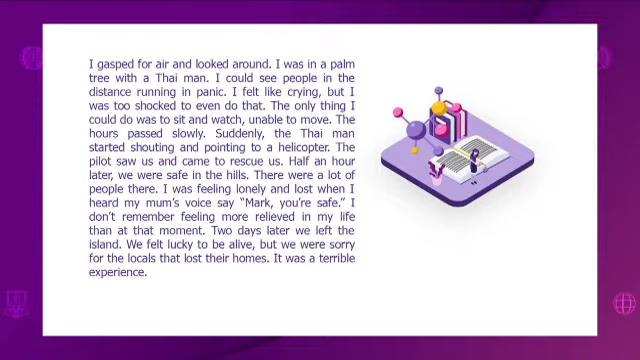 I gasped for air and looked around. I was in a palm
tree with a Thai man. I could see people in the
distance running in panic. I felt like crying, but I
was too shocked to even do that. The only thing I
could do was to sit and watch, unable to move. The
hours passed slowly. Suddenly, the Thai man
started shouting and pointing to a helicopter. The
pilot saw us and came to rescue us. Half an hour
later, we were safe in the hills. There were a lot of
people there. I was feeling lonely and lost when I
heard my mum’s voice say “Mark, you’re safe.” I
don’t remember feeling more relieved in my life
than at that moment. Two days later we left the
island. We felt lucky to be alive, but we were sorry
for the locals that lost their homes. It was a terrible
experience.